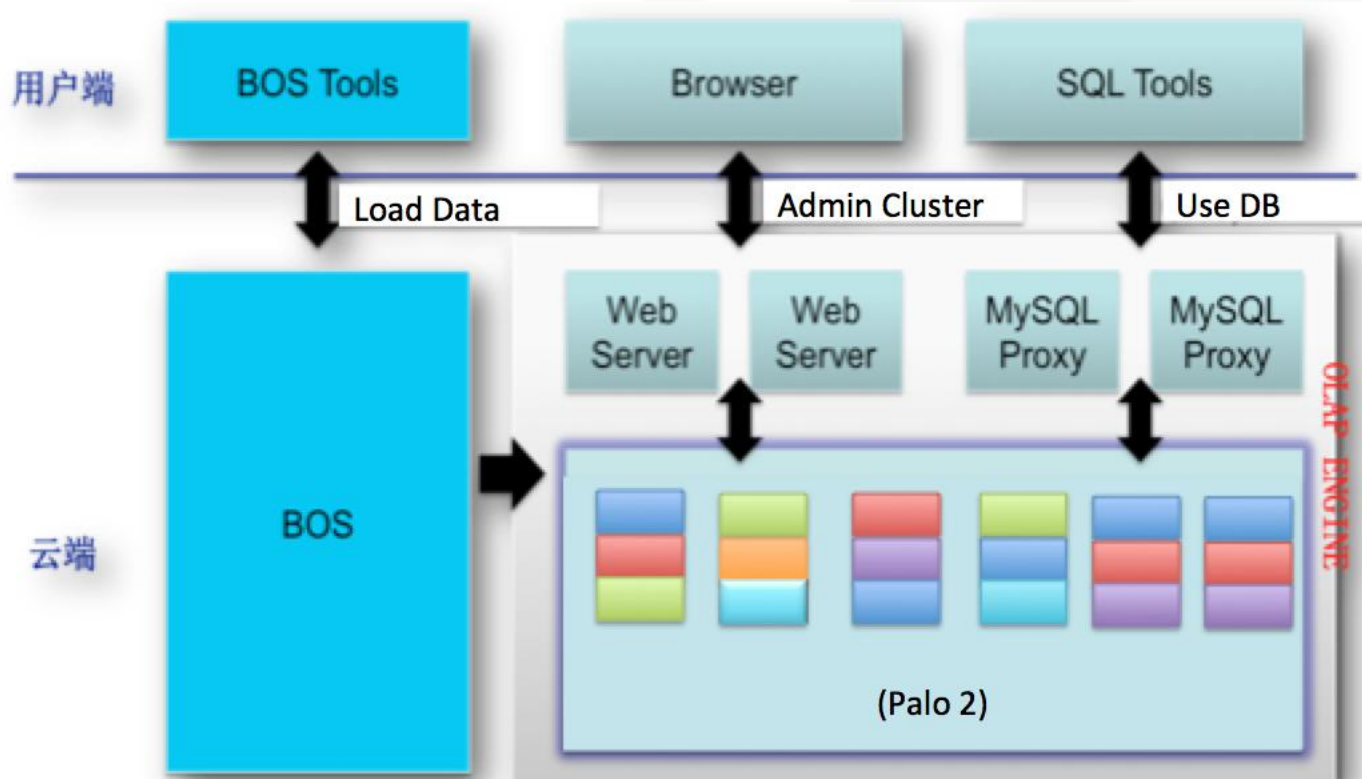 用户端
BOS Tools
Browser
SQL Tools
Load Data
Admin Cluster
Use DB
Web
Server
Web
Server
MySQL
Proxy
MySQL
Proxy
OLAP ENGINE
云端
BOS
(Palo 2)